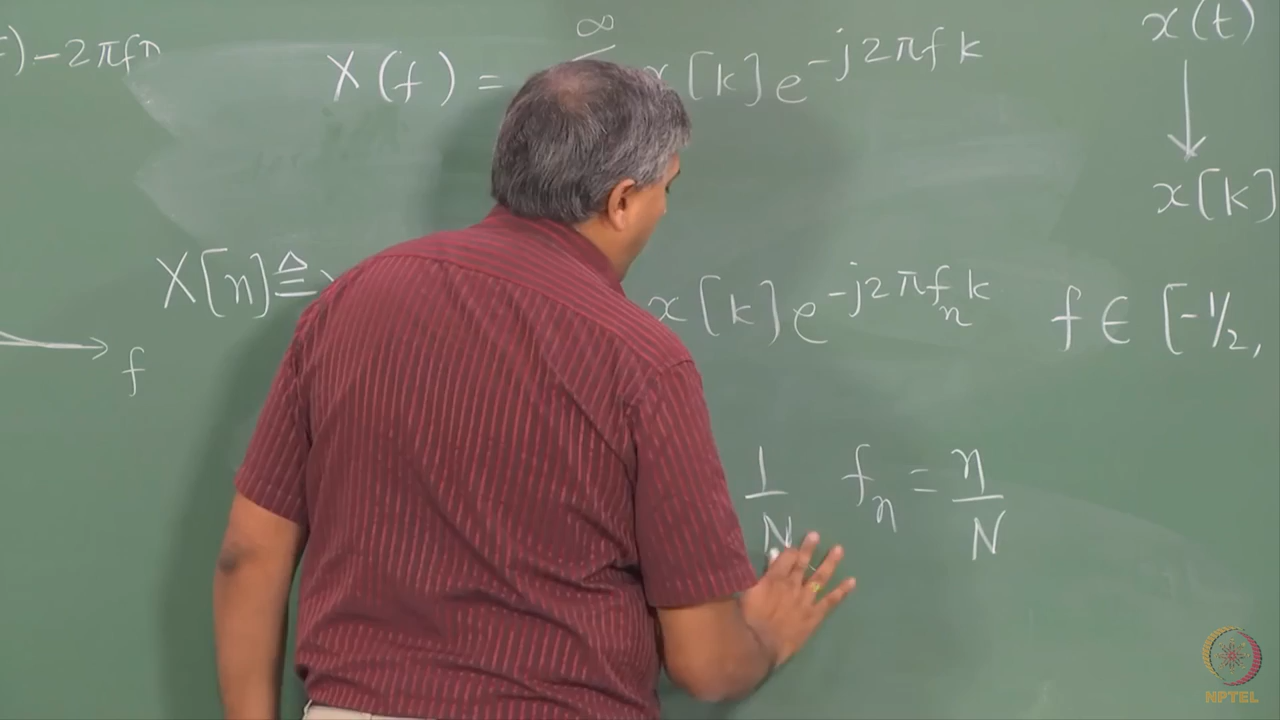 ) - 2πfn
X(f) = ∞ x[k] e^{-j2πfk}
x(t)
↓
x[k]
X[n] ≜ x[k] e^{-j2πf_n k} f ∈ [-1/2,
f
1/N f_n = n/N
NPTEL